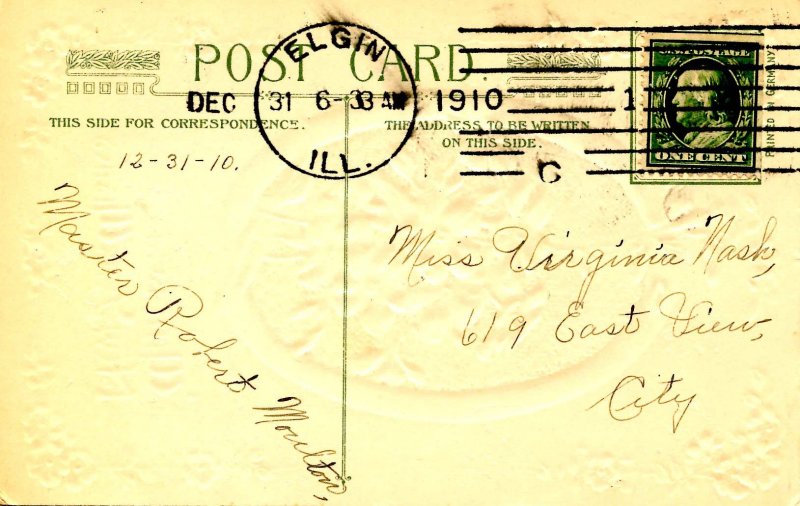 POST CARD
ELGIN
DEC 31 6-33 AM 1910
ILL.
1
C
ONE CENT
PRINTED IN GERMANY
THIS SIDE FOR CORRESPONDENCE.
THE ADDRESS TO BE WRITTEN
ON THIS SIDE.
12-31-10.
Master Robert Moulton,
Miss Virginia Nash,
619 East View,
City